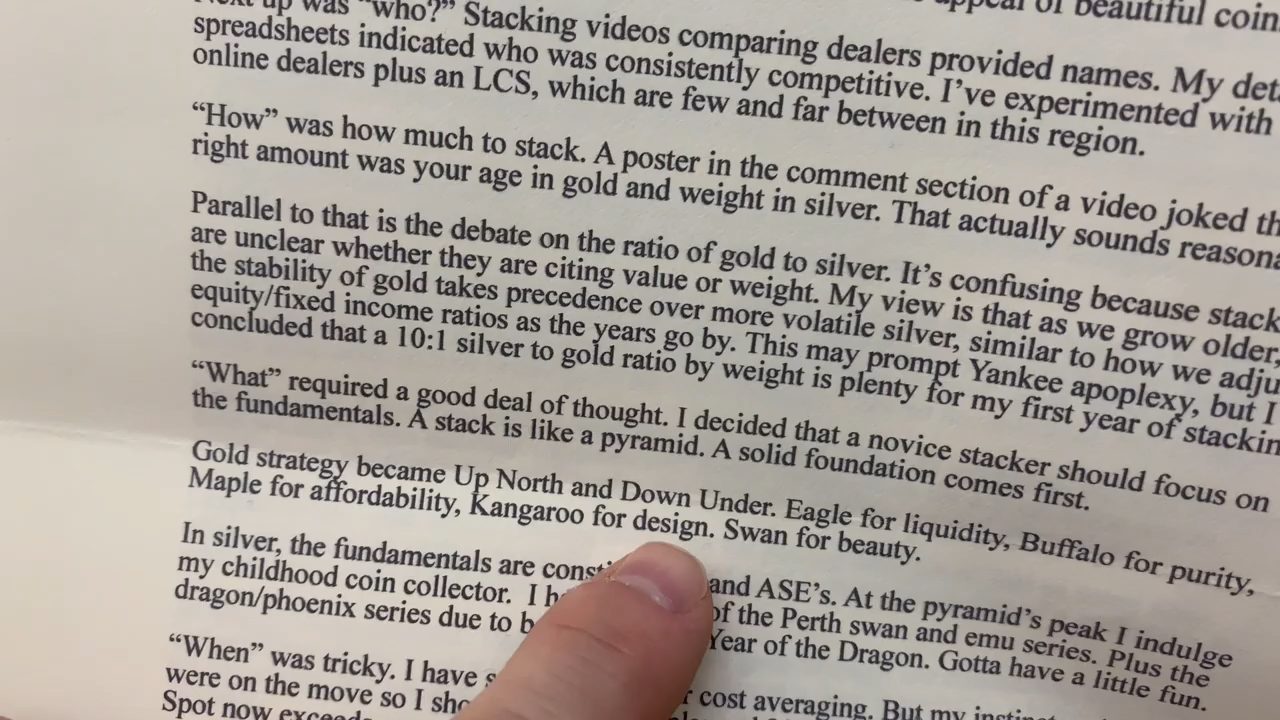 up was “who?” Stacking videos comparing dealers provided names. My
appeal of beautiful
spreadsheets indicated who was consistently competitive. I’ve experimented with
online dealers plus an LCS, which are few and far between in this region.
“How” was how much to stack. A poster in the comment section of a video joked
right amount was your age in gold and weight in silver. That actually sounds
Parallel to that is the debate on the ratio of gold to silver. It’s confusing because
are unclear whether they are citing value or weight. My view is that as we grow older,
the stability of gold takes precedence over more volatile silver, similar to how we
equity/fixed income ratios as the years go by. This may prompt Yankee apoplexy, but I
concluded that a 10:1 silver to gold ratio by weight is plenty for my first year of
“What” required a good deal of thought. I decided that a novice stacker should focus on
the fundamentals. A stack is like a pyramid. A solid foundation comes first.
Gold strategy became Up North and Down Under. Eagle for liquidity, Buffalo for purity,
Maple for affordability, Kangaroo for design. Swan for beauty.
In silver, the fundamentals are and ASE’s. At the pyramid’s peak I indulge
my childhood coin collector. I of the Perth swan and emu series. Plus the
dragon/phoenix series due to Year of the Dragon. Gotta have a little fun.
“When” was tricky. I have cost averaging. But my
were on the move so I
Spot now